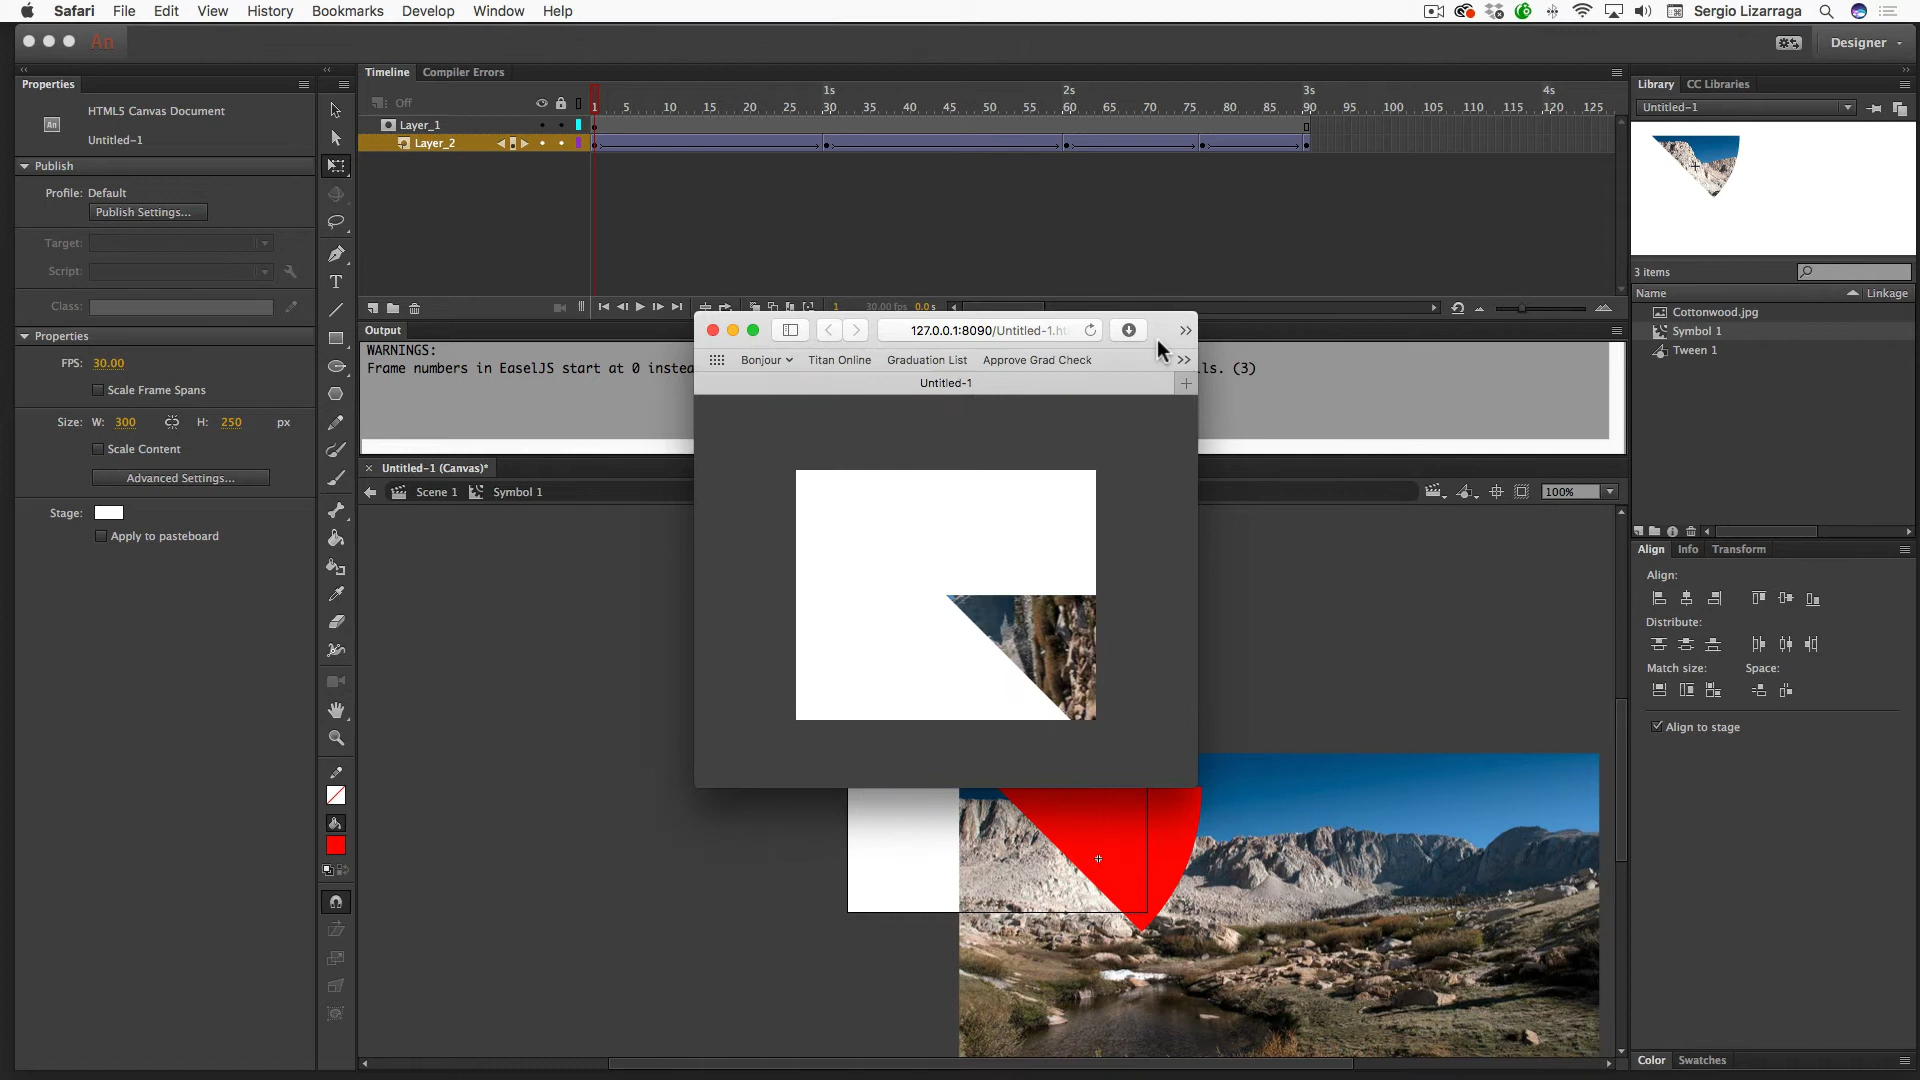 Safari File Edit View History Bookmarks Develop Window Help Sergio Lizarraga
An Designer
Properties
HTML5 Canvas Document
An
Untitled-1
Publish
Profile: Default
Publish Settings...
Target:
Script:
Class:
Properties
FPS: 30.00
Scale Frame Spans
Size: W: 300 H: 250 px
Scale Content
Advanced Settings...
Stage:
Apply to pasteboard
T
Timeline Compiler Errors
1s 2s 3s 4s
Off 1 5 10 15 20 25 30 35 40 45 50 55 60 65 70 75 80 85 90 95 100 105 110 115 120 125
Layer_1
Layer_2
1 30.00 fps 0.0 s
Output
WARNINGS:
Frame numbers in EaselJS start at 0 inste
ls. (3)
127.0.0.1:8090/Untitled-1.ht
Bonjour Titan Online Graduation List Approve Grad Check
Untitled-1
Untitled-1 (Canvas)*
Scene 1 Symbol 1 100%
Library CC Libraries
Untitled-1
3 items
Name Linkage
Cottonwood.jpg
Symbol 1
Tween 1
Align Info Transform
Align:
Distribute:
Match size: Space:
Align to stage
Color Swatches